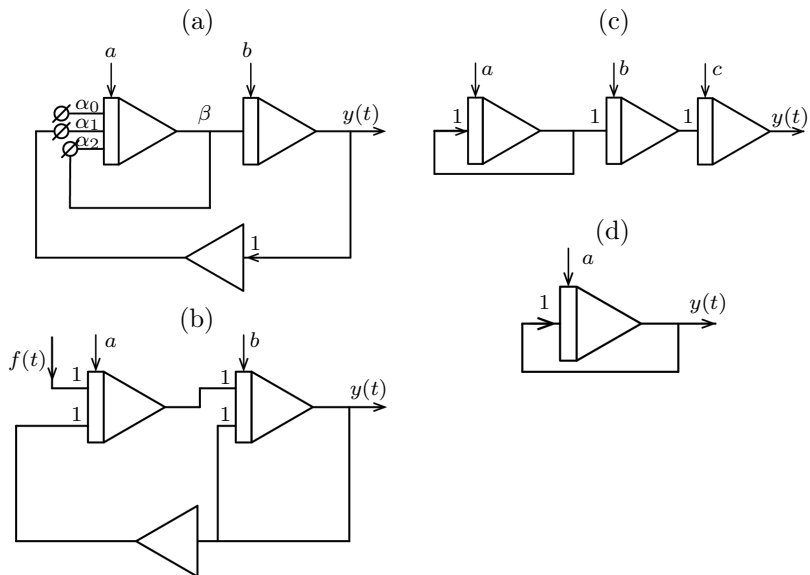 (a)
a
b
α₀
α₁
α₂
β
y(t)
1
(b)
f(t)
a
b
1
1
1
1
y(t)
(c)
a
b
c
1
1
1
y(t)
(d)
a
1
y(t)